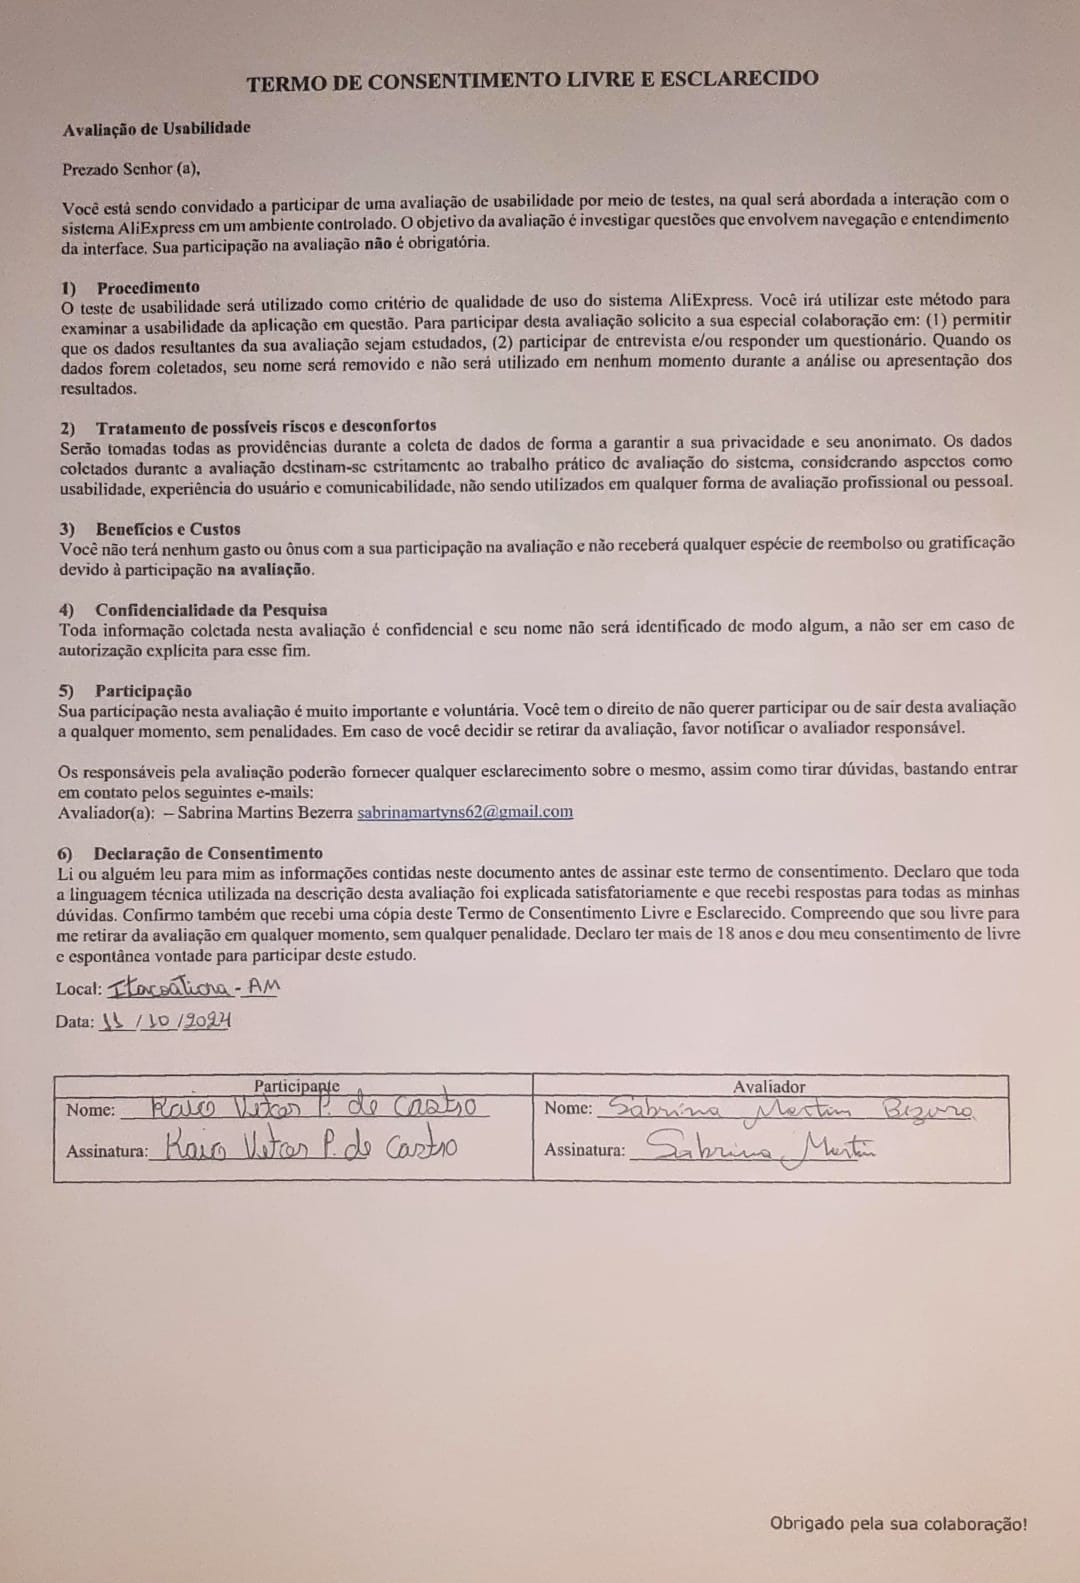 TERMO DE CONSENTIMENTO LIVRE E ESCLARECIDO
Avaliação de Usabilidade
Prezado Senhor (a),
Você está sendo convidado a participar de uma avaliação de usabilidade por meio de testes, na qual será abordada a interação com o
sistema AliExpress em um ambiente controlado. O objetivo da avaliação é investigar questões que envolvem navegação e entendimento
da interface. Sua participação na avaliação não é obrigatória.
1) Procedimento
O teste de usabilidade será utilizado como critério de qualidade de uso do sistema AliExpress. Você irá utilizar este método para
examinar a usabilidade da aplicação em questão. Para participar desta avaliação solicito a sua especial colaboração em: (1) permitir
que os dados resultantes da sua avaliação sejam estudados, (2) participar de entrevista e/ou responder um questionário. Quando os
dados forem coletados, seu nome será removido e não será utilizado em nenhum momento durante a análise ou apresentação dos
resultados.
2) Tratamento de possíveis riscos e desconfortos
Serão tomadas todas as providências durante a coleta de dados de forma a garantir a sua privacidade e seu anonimato. Os dados
coletados durante a avaliação destinam-se estritamente ao trabalho prático de avaliação do sistema, considerando aspectos como
usabilidade, experiência do usuário e comunicabilidade, não sendo utilizados em qualquer forma de avaliação profissional ou pessoal.
3) Benefícios e Custos
Você não terá nenhum gasto ou ônus com a sua participação na avaliação e não receberá qualquer espécie de reembolso ou gratificação
devido à participação na avaliação.
4) Confidencialidade da Pesquisa
Toda informação coletada nesta avaliação é confidencial e seu nome não será identificado de modo algum, a não ser em caso de
autorização explícita para esse fim.
5) Participação
Sua participação nesta avaliação é muito importante e voluntária. Você tem o direito de não querer participar ou de sair desta avaliação
a qualquer momento, sem penalidades. Em caso de você decidir se retirar da avaliação, favor notificar o avaliador responsável.
Os responsáveis pela avaliação poderão fornecer qualquer esclarecimento sobre o mesmo, assim como tirar dúvidas, bastando entrar
em contato pelos seguintes e-mails:
Avaliador(a): – Sabrina Martins Bezerra sabrinamartyns62@gmail.com
6) Declaração de Consentimento
Li ou alguém leu para mim as informações contidas neste documento antes de assinar este termo de consentimento. Declaro que toda
a linguagem técnica utilizada na descrição desta avaliação foi explicada satisfatoriamente e que recebi respostas para todas as minhas
dúvidas. Confirmo também que recebi uma cópia deste Termo de Consentimento Livre e Esclarecido. Compreendo que sou livre para
me retirar da avaliação em qualquer momento, sem qualquer penalidade. Declaro ter mais de 18 anos e dou meu consentimento de livre
e espontânea vontade para participar deste estudo.
Local: Itacoatiara - AM
Data: 11 / 10 / 2024
Participante
Nome: Kaio Vitor P. de Castro
Assinatura: Kaio Vitor P. de Castro
Avaliador
Nome: Sabrina Martins Bezerra
Assinatura: Sabrina Martins
Obrigado pela sua colaboração!